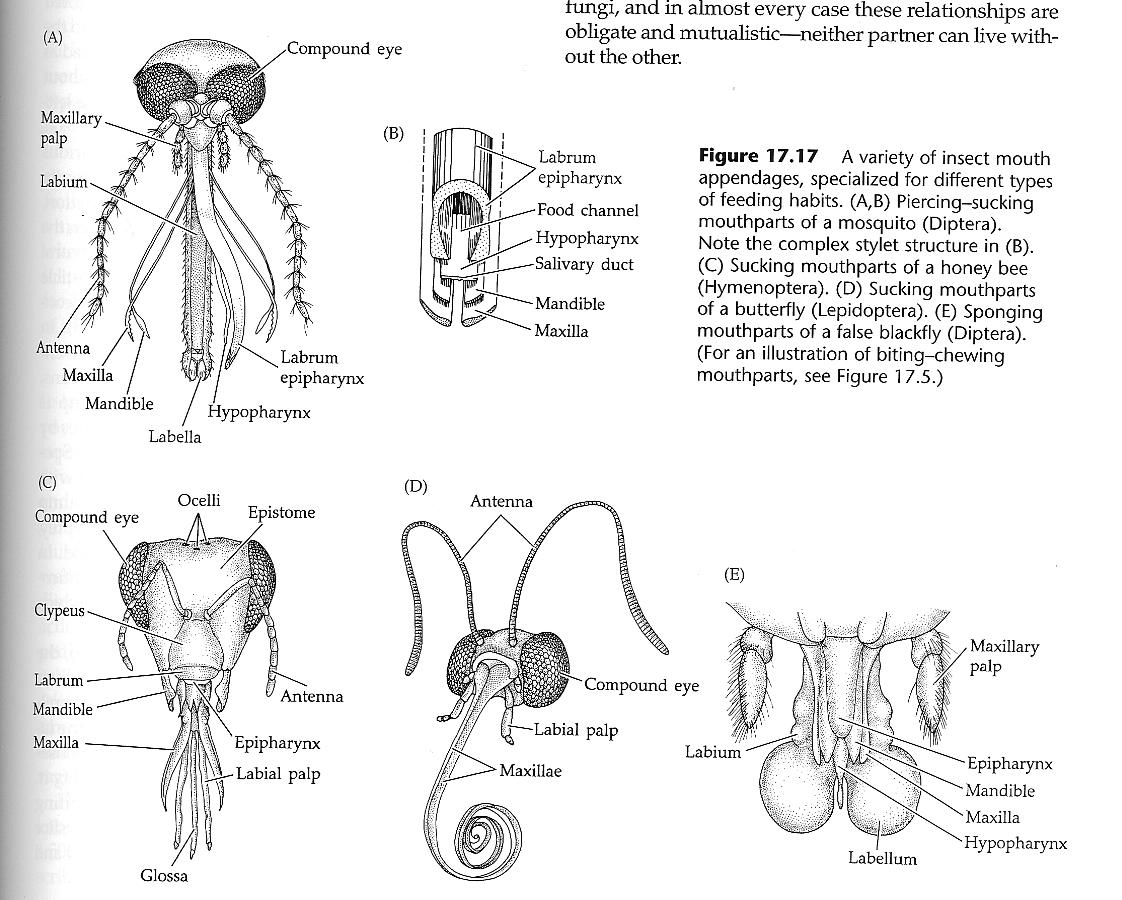 fungi, and in almost every case these relationships are
obligate and mutualistic—neither partner can live with-
out the other.
(A)
Compound eye
Maxillary
palp
Labium
Antenna
Maxilla
Mandible
Labella
Hypopharynx
Labrum
epipharynx
(B)
Labrum
epipharynx
Food channel
Hypopharynx
Salivary duct
Mandible
Maxilla
Figure 17.17 A variety of insect mouth
appendages, specialized for different types
of feeding habits. (A,B) Piercing–sucking
mouthparts of a mosquito (Diptera).
Note the complex stylet structure in (B).
(C) Sucking mouthparts of a honey bee
(Hymenoptera). (D) Sucking mouthparts
of a butterfly (Lepidoptera). (E) Sponging
mouthparts of a false blackfly (Diptera).
(For an illustration of biting–chewing
mouthparts, see Figure 17.5.)
(C)
Ocelli
Compound eye
Epistome
Clypeus
Labrum
Mandible
Maxilla
Antenna
Epipharynx
Labial palp
Glossa
(D)
Antenna
Compound eye
Labial palp
Maxillae
(E)
Maxillary
palp
Labium
Epipharynx
Mandible
Maxilla
Hypopharynx
Labellum